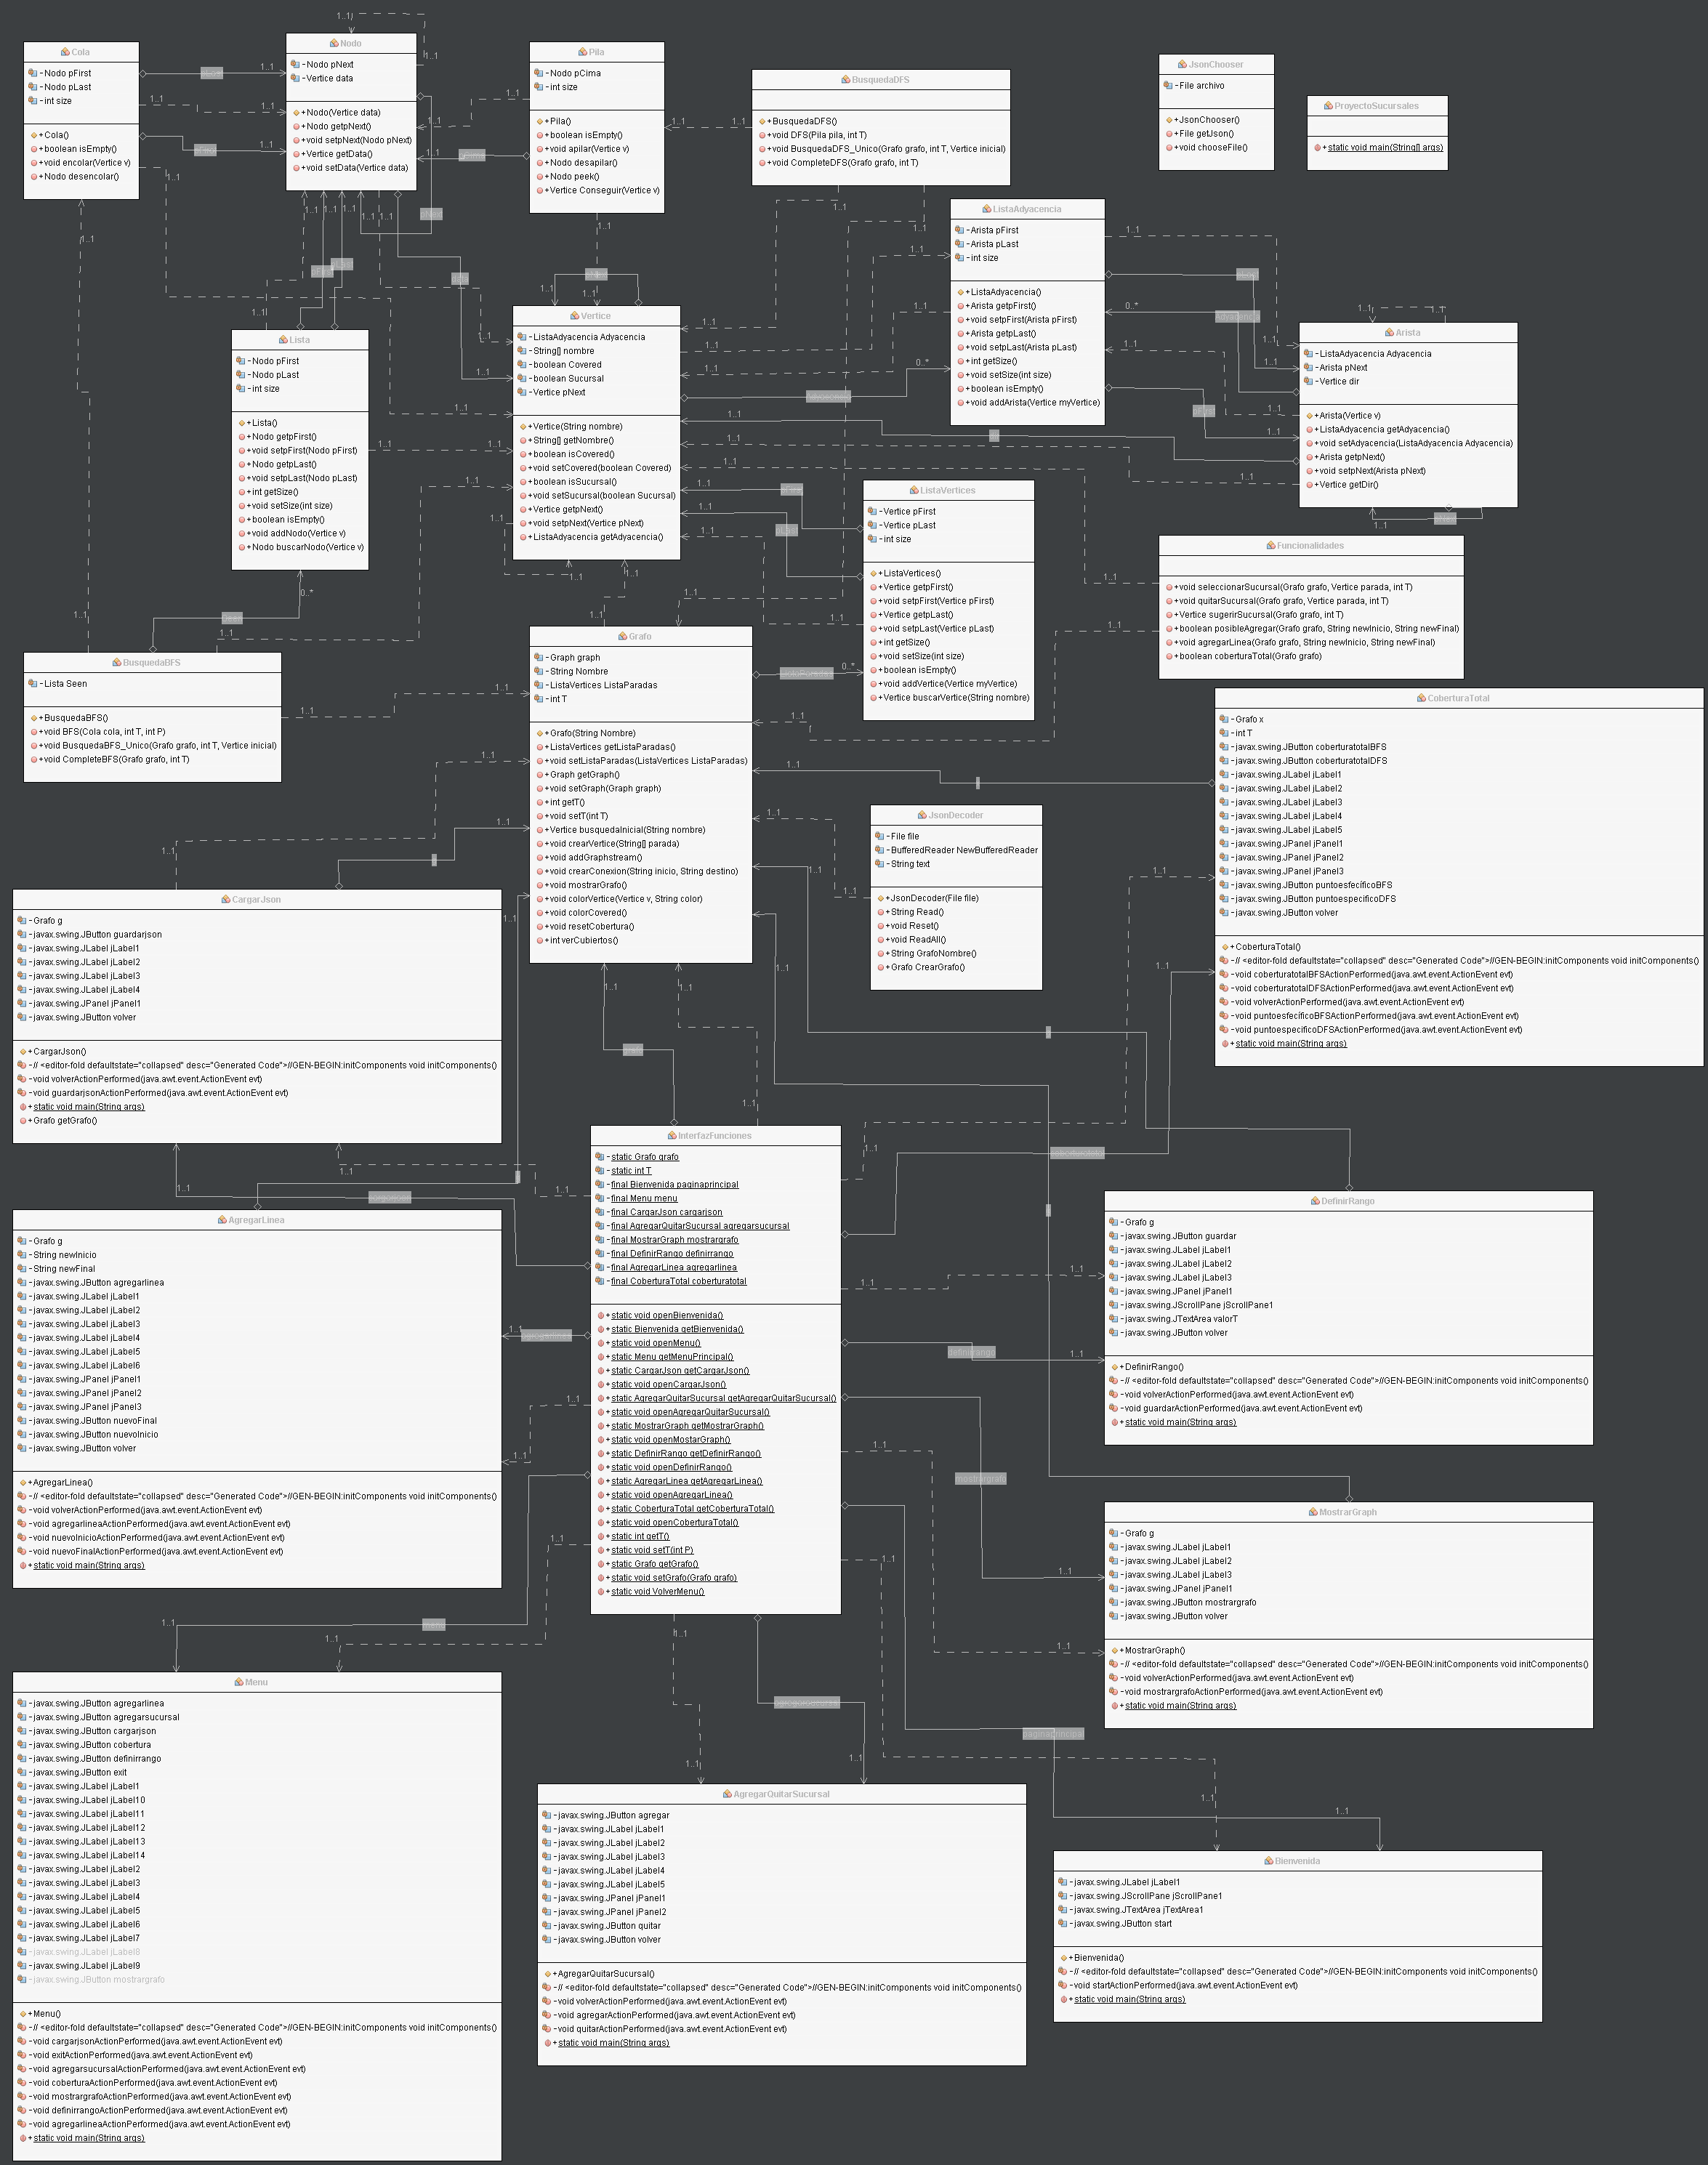 Cola
-Nodo pFirst
-Nodo pLast
-int size
+Cola()
+boolean isEmpty()
+void encolar(Vertice v)
+Nodo desencolar()
Nodo
-Nodo pNext
-Vertice data
+Nodo(Vertice data)
+Nodo getpNext()
+void setpNext(Nodo pNext)
+Vertice getData()
+void setData(Vertice data)
Pila
-Nodo pCima
-int size
+Pila()
+boolean isEmpty()
+void apilar(Vertice v)
+Nodo desapilar()
+Nodo peek()
+Vertice Conseguir(Vertice v)
BusquedaDFS
+BusquedaDFS()
+void DFS(Pila pila, int T)
+void BusquedaDFS_Unico(Grafo grafo, int T, Vertice inicial)
+void CompleteDFS(Grafo grafo, int T)
JsonChooser
-File archivo
+JsonChooser()
+File getJson()
+void chooseFile()
ProyectoSucursales
+static void main(String[] args)
ListaAdyacencia
-Arista pFirst
-Arista pLast
-int size
+ListaAdyacencia()
+Arista getpFirst()
+void setpFirst(Arista pFirst)
+Arista getpLast()
+void setpLast(Arista pLast)
+int getSize()
+void setSize(int size)
+boolean isEmpty()
+void addArista(Vertice myVertice)
Lista
-Nodo pFirst
-Nodo pLast
-int size
+Lista()
+Nodo getpFirst()
+void setpFirst(Nodo pFirst)
+Nodo getpLast()
+void setpLast(Nodo pLast)
+int getSize()
+void setSize(int size)
+boolean isEmpty()
+void addNodo(Vertice v)
+Nodo buscarNodo(Vertice v)
Vertice
-ListaAdyacencia Adyacencia
-String[] nombre
-boolean Covered
-boolean Sucursal
-Vertice pNext
+Vertice(String nombre)
+String[] getNombre()
+boolean isCovered()
+void setCovered(boolean Covered)
+boolean isSucursal()
+void setSucursal(boolean Sucursal)
+Vertice getpNext()
+void setpNext(Vertice pNext)
+ListaAdyacencia getAdyacencia()
Arista
-ListaAdyacencia Adyacencia
-Arista pNext
-Vertice dir
+Arista(Vertice v)
+ListaAdyacencia getAdyacencia()
+void setAdyacencia(ListaAdyacencia Adyacencia)
+Arista getpNext()
+void setpNext(Arista pNext)
+Vertice getDir()
ListaVertices
-Vertice pFirst
-Vertice pLast
-int size
+ListaVertices()
+Vertice getpFirst()
+void setpFirst(Vertice pFirst)
+Vertice getpLast()
+void setpLast(Vertice pLast)
+int getSize()
+void setSize(int size)
+boolean isEmpty()
+void addVertice(Vertice myVertice)
+Vertice buscarVertice(String nombre)
Funcionalidades
+void seleccionarSucursal(Grafo grafo, Vertice parada, int T)
+void quitarSucursal(Grafo grafo, Vertice parada, int T)
+Vertice sugerirSucursal(Grafo grafo, int T)
+boolean posibleAgregar(Grafo grafo, String newInicio, String newFinal)
+void agregarLinea(Grafo grafo, String newInicio, String newFinal)
+boolean coberturaTotal(Grafo grafo)
BusquedaBFS
-Lista Seen
+BusquedaBFS()
+void BFS(Cola cola, int T, int P)
+void BusquedaBFS_Unico(Grafo grafo, int T, Vertice inicial)
+void CompleteBFS(Grafo grafo, int T)
Grafo
-Graph graph
-String Nombre
-ListaVertices ListaParadas
-int T
+Grafo(String Nombre)
+ListaVertices getListaParadas()
+void setListaParadas(ListaVertices ListaParadas)
+Graph getGraph()
+void setGraph(Graph graph)
+int getT()
+void setT(int T)
+Vertice busquedaInicial(String nombre)
+void crearVertice(String[] parada)
+void addGraphstream()
+void crearConexion(String inicio, String destino)
+void mostrarGrafo()
+void colorVertice(Vertice v, String color)
+void colorCovered()
+void resetCobertura()
+int verCubiertos()
CoberturaTotal
-Grafo x
-int T
-javax.swing.JButton coberturatotalBFS
-javax.swing.JButton coberturatotalDFS
-javax.swing.JLabel jLabel1
-javax.swing.JLabel jLabel2
-javax.swing.JLabel jLabel3
-javax.swing.JLabel jLabel4
-javax.swing.JLabel jLabel5
-javax.swing.JPanel jPanel1
-javax.swing.JPanel jPanel2
-javax.swing.JPanel jPanel3
-javax.swing.JButton puntoesfecíficoBFS
-javax.swing.JButton puntoespecificoDFS
-javax.swing.JButton volver
+CoberturaTotal()
-// <editor-fold defaultstate="collapsed" desc="Generated Code">//GEN-BEGIN:initComponents void initComponents()
-void coberturatotalBFSActionPerformed(java.awt.event.ActionEvent evt)
-void coberturatotalDFSActionPerformed(java.awt.event.ActionEvent evt)
-void volverActionPerformed(java.awt.event.ActionEvent evt)
-void puntoesfecíficoBFSActionPerformed(java.awt.event.ActionEvent evt)
-void puntoespecificoDFSActionPerformed(java.awt.event.ActionEvent evt)
+static void main(String args)
JsonDecoder
-File file
-BufferedReader NewBufferedReader
-String text
+JsonDecoder(File file)
+String Read()
+void Reset()
+void ReadAll()
+String GrafoNombre()
+Grafo CrearGrafo()
CargarJson
-Grafo g
-javax.swing.JButton guardarjson
-javax.swing.JLabel jLabel1
-javax.swing.JLabel jLabel2
-javax.swing.JLabel jLabel3
-javax.swing.JLabel jLabel4
-javax.swing.JPanel jPanel1
-javax.swing.JButton volver
+CargarJson()
-// <editor-fold defaultstate="collapsed" desc="Generated Code">//GEN-BEGIN:initComponents void initComponents()
-void volverActionPerformed(java.awt.event.ActionEvent evt)
-void guardarjsonActionPerformed(java.awt.event.ActionEvent evt)
+static void main(String args)
+Grafo getGrafo()
InterfazFunciones
-static Grafo grafo
-static int T
-final Bienvenida paginaprincipal
-final Menu menu
-final CargarJson cargarjson
-final AgregarQuitarSucursal agregarsucursal
-final MostrarGraph mostrargrafo
-final DefinirRango definirrango
-final AgregarLinea agregarlinea
-final CoberturaTotal coberturatotal
+static void openBienvenida()
+static Bienvenida getBienvenida()
+static void openMenu()
+static Menu getMenuPrincipal()
+static CargarJson getCargarJson()
+static void openCargarJson()
+static AgregarQuitarSucursal getAgregarQuitarSucursal()
+static void openAgregarQuitarSucursal()
+static MostrarGraph getMostrarGraph()
+static void openMostarGraph()
+static DefinirRango getDefinirRango()
+static void openDefinirRango()
+static AgregarLinea getAgregarLinea()
+static void openAgregarLinea()
+static CoberturaTotal getCoberturaTotal()
+static void openCoberturaTotal()
+static int getT()
+static void setT(int P)
+static Grafo getGrafo()
+static void setGrafo(Grafo grafo)
+static void VolverMenu()
AgregarLinea
-Grafo g
-String newInicio
-String newFinal
-javax.swing.JButton agregarlinea
-javax.swing.JLabel jLabel1
-javax.swing.JLabel jLabel2
-javax.swing.JLabel jLabel3
-javax.swing.JLabel jLabel4
-javax.swing.JLabel jLabel5
-javax.swing.JLabel jLabel6
-javax.swing.JPanel jPanel1
-javax.swing.JPanel jPanel2
-javax.swing.JPanel jPanel3
-javax.swing.JButton nuevoFinal
-javax.swing.JButton nuevoInicio
-javax.swing.JButton volver
+AgregarLinea()
-// <editor-fold defaultstate="collapsed" desc="Generated Code">//GEN-BEGIN:initComponents void initComponents()
-void volverActionPerformed(java.awt.event.ActionEvent evt)
-void agregarlineaActionPerformed(java.awt.event.ActionEvent evt)
-void nuevoInicioActionPerformed(java.awt.event.ActionEvent evt)
-void nuevoFinalActionPerformed(java.awt.event.ActionEvent evt)
+static void main(String args)
DefinirRango
-Grafo g
-javax.swing.JButton guardar
-javax.swing.JLabel jLabel1
-javax.swing.JLabel jLabel2
-javax.swing.JLabel jLabel3
-javax.swing.JPanel jPanel1
-javax.swing.JScrollPane jScrollPane1
-javax.swing.JTextArea valorT
-javax.swing.JButton volver
+DefinirRango()
-// <editor-fold defaultstate="collapsed" desc="Generated Code">//GEN-BEGIN:initComponents void initComponents()
-void volverActionPerformed(java.awt.event.ActionEvent evt)
-void guardarActionPerformed(java.awt.event.ActionEvent evt)
+static void main(String args)
MostrarGraph
-Grafo g
-javax.swing.JLabel jLabel1
-javax.swing.JLabel jLabel2
-javax.swing.JLabel jLabel3
-javax.swing.JPanel jPanel1
-javax.swing.JButton mostrargrafo
-javax.swing.JButton volver
+MostrarGraph()
-// <editor-fold defaultstate="collapsed" desc="Generated Code">//GEN-BEGIN:initComponents void initComponents()
-void volverActionPerformed(java.awt.event.ActionEvent evt)
-void mostrargrafoActionPerformed(java.awt.event.ActionEvent evt)
+static void main(String args)
Menu
-javax.swing.JButton agregarlinea
-javax.swing.JButton agregarsucursal
-javax.swing.JButton cargarjson
-javax.swing.JButton cobertura
-javax.swing.JButton definirrango
-javax.swing.JButton exit
-javax.swing.JLabel jLabel1
-javax.swing.JLabel jLabel10
-javax.swing.JLabel jLabel11
-javax.swing.JLabel jLabel12
-javax.swing.JLabel jLabel13
-javax.swing.JLabel jLabel14
-javax.swing.JLabel jLabel2
-javax.swing.JLabel jLabel3
-javax.swing.JLabel jLabel4
-javax.swing.JLabel jLabel5
-javax.swing.JLabel jLabel6
-javax.swing.JLabel jLabel7
-javax.swing.JLabel jLabel8
-javax.swing.JLabel jLabel9
-javax.swing.JButton mostrargrafo
+Menu()
-// <editor-fold defaultstate="collapsed" desc="Generated Code">//GEN-BEGIN:initComponents void initComponents()
-void cargarjsonActionPerformed(java.awt.event.ActionEvent evt)
-void exitActionPerformed(java.awt.event.ActionEvent evt)
-void agregarsucursalActionPerformed(java.awt.event.ActionEvent evt)
-void coberturaActionPerformed(java.awt.event.ActionEvent evt)
-void mostrargrafoActionPerformed(java.awt.event.ActionEvent evt)
-void definirrangoActionPerformed(java.awt.event.ActionEvent evt)
-void agregarlineaActionPerformed(java.awt.event.ActionEvent evt)
+static void main(String args)
AgregarQuitarSucursal
-javax.swing.JButton agregar
-javax.swing.JLabel jLabel1
-javax.swing.JLabel jLabel2
-javax.swing.JLabel jLabel3
-javax.swing.JLabel jLabel4
-javax.swing.JLabel jLabel5
-javax.swing.JPanel jPanel1
-javax.swing.JPanel jPanel2
-javax.swing.JButton quitar
-javax.swing.JButton volver
+AgregarQuitarSucursal()
-// <editor-fold defaultstate="collapsed" desc="Generated Code">//GEN-BEGIN:initComponents void initComponents()
-void volverActionPerformed(java.awt.event.ActionEvent evt)
-void agregarActionPerformed(java.awt.event.ActionEvent evt)
-void quitarActionPerformed(java.awt.event.ActionEvent evt)
+static void main(String args)
Bienvenida
-javax.swing.JLabel jLabel1
-javax.swing.JScrollPane jScrollPane1
-javax.swing.JTextArea jTextArea1
-javax.swing.JButton start
+Bienvenida()
-// <editor-fold defaultstate="collapsed" desc="Generated Code">//GEN-BEGIN:initComponents void initComponents()
-void startActionPerformed(java.awt.event.ActionEvent evt)
+static void main(String args)